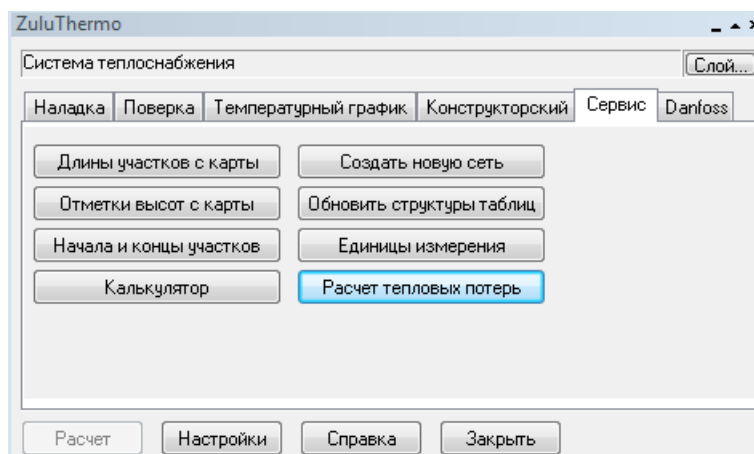 ZuluThermo
Система теплоснабжения
Слой...
Наладка Поверка Температурный график Конструкторский Сервис Danfoss
Длины участков с карты Создать новую сеть
Отметки высот с карты Обновить структуры таблиц
Начала и концы участков Единицы измерения
Калькулятор Расчет тепловых потерь
Расчет Настройки Справка Закрыть